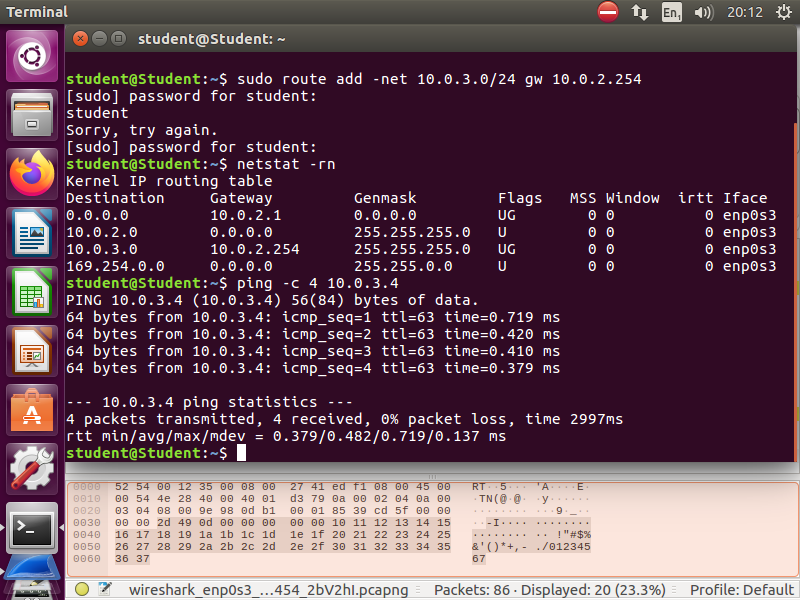 Terminal
En1
20:12
student@Student: ~
student@Student:~$ sudo route add -net 10.0.3.0/24 gw 10.0.2.254
[sudo] password for student:
student
Sorry, try again.
[sudo] password for student:
student@Student:~$ netstat -rn
Kernel IP routing table
Destination     Gateway         Genmask         Flags   MSS Window  irtt Iface
0.0.0.0         10.0.2.1        0.0.0.0         UG        0 0          0 enp0s3
10.0.2.0        0.0.0.0         255.255.255.0   U         0 0          0 enp0s3
10.0.3.0        10.0.2.254      255.255.255.0   UG        0 0          0 enp0s3
169.254.0.0     0.0.0.0         255.255.0.0     U         0 0          0 enp0s3
student@Student:~$ ping -c 4 10.0.3.4
PING 10.0.3.4 (10.0.3.4) 56(84) bytes of data.
64 bytes from 10.0.3.4: icmp_seq=1 ttl=63 time=0.719 ms
64 bytes from 10.0.3.4: icmp_seq=2 ttl=63 time=0.420 ms
64 bytes from 10.0.3.4: icmp_seq=3 ttl=63 time=0.410 ms
64 bytes from 10.0.3.4: icmp_seq=4 ttl=63 time=0.379 ms
--- 10.0.3.4 ping statistics ---
4 packets transmitted, 4 received, 0% packet loss, time 2997ms
rtt min/avg/max/mdev = 0.379/0.482/0.719/0.137 ms
student@Student:~$
0000  52 54 00 12 35 00 08 00  27 41 ed f1 08 00 45 00  RT··5··· 'A····E·
0010  00 54 4e 28 40 00 40 01  d3 79 0a 00 02 04 0a 00  ·TN(@·@· ·y······
0020  03 04 08 00 9e 98 0d b1  00 01 85 39 cd 5f 00 00  ········ ···9·_··
0030  00 00 2d 49 0d 00 00 00  00 00 10 11 12 13 14 15  ··-I···· ········
0040  16 17 18 19 1a 1b 1c 1d  1e 1f 20 21 22 23 24 25  ········ ·· !"#$%
0050  26 27 28 29 2a 2b 2c 2d  2e 2f 30 31 32 33 34 35  &'()*+,- ./012345
0060  36 37  67
wireshark_enp0s3_...454_2bV2hI.pcapng
Packets: 86 · Displayed: 20 (23.3%)
Profile: Default